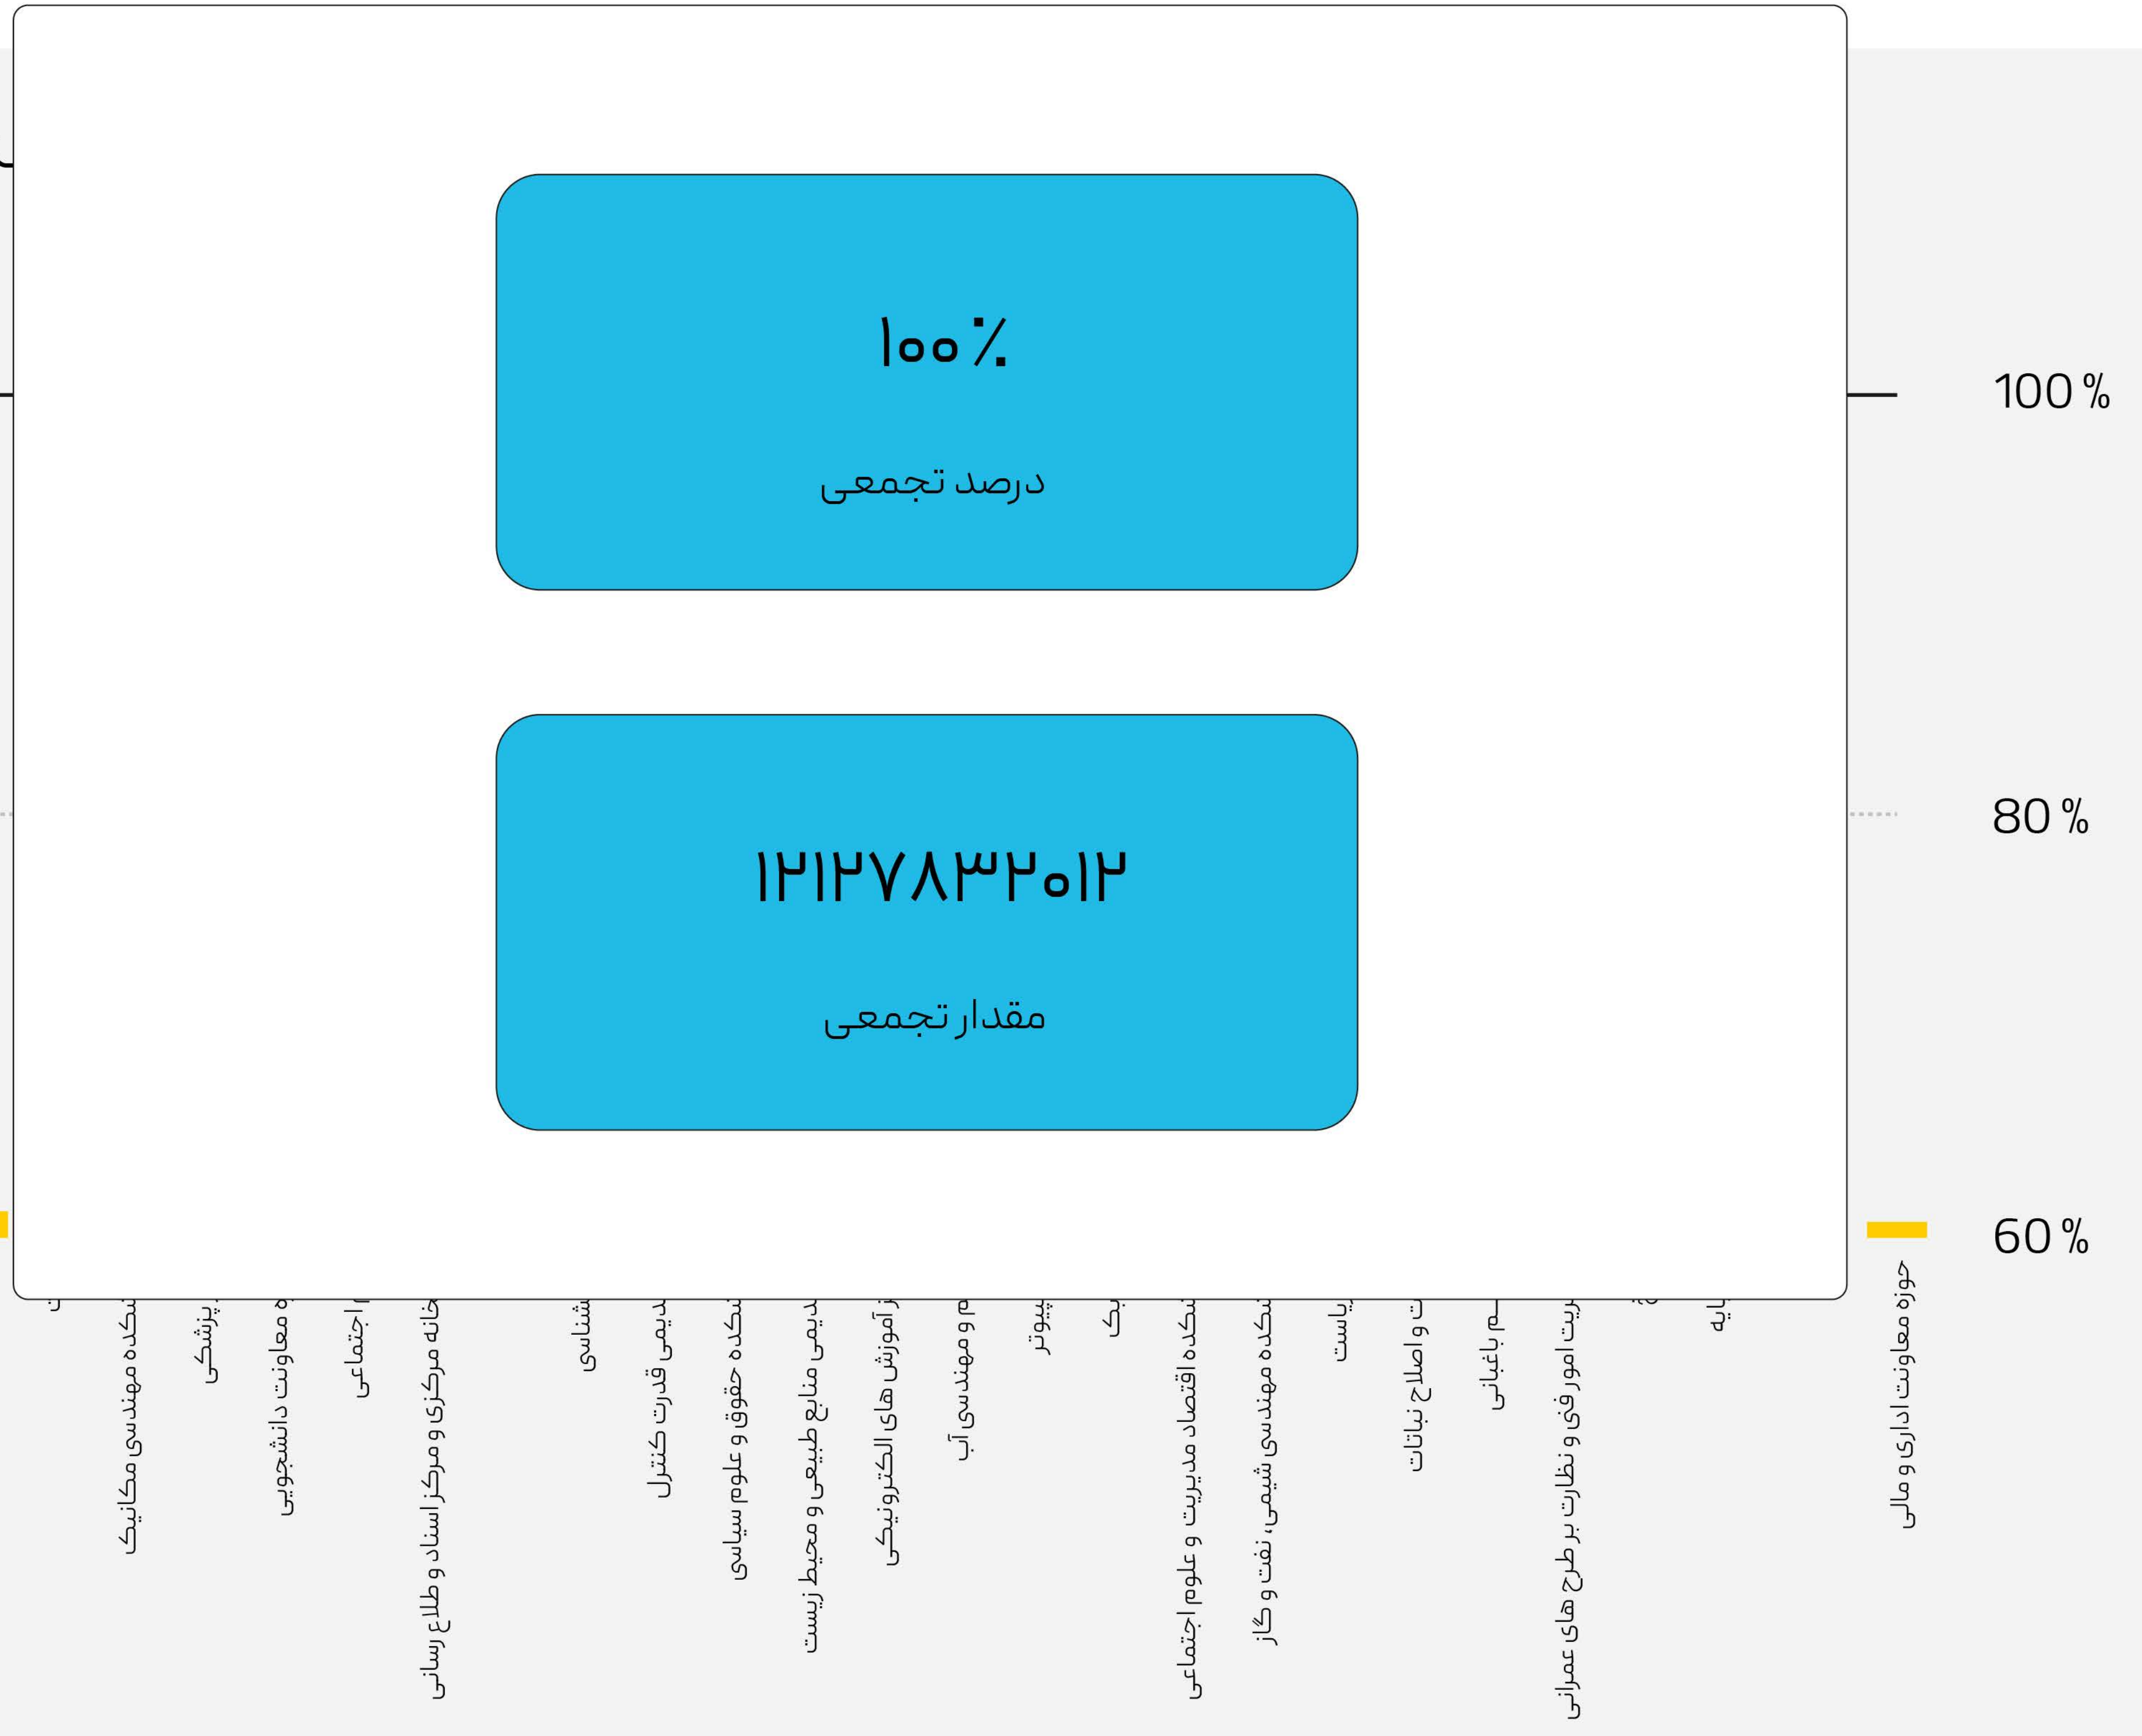 ۱۰۰٪
درصد تجمعی
۱۲۱۲۷۸۳۲۰۱۲
مقدار تجمعی
100 %
80 %
60 %
شکده مهندسی مکانیک
پزشکی
ه معاونت دانشجویی
اجتماعی
خانه مرکزی و مرکز اسناد و طلاع رسانی
شناسی
دیمی قدرت کنترل
شکده حقوق و علوم سیاسی
دیمی منابع طبیعی و محیط زیست
ز آموزش های الکترونیکی
م و مهندسی آب
پیوتر
شکده اقتصاد مدیریت و علوم اجتماعی
شکده مهندسی شیمی، نفت و گاز
یاست
ت و اصلاح نباتات
م باغبانی
ریت امور فنی و نظارت بر طرح های عمرانی
پایه
حوزه معاونت اداری و مالی